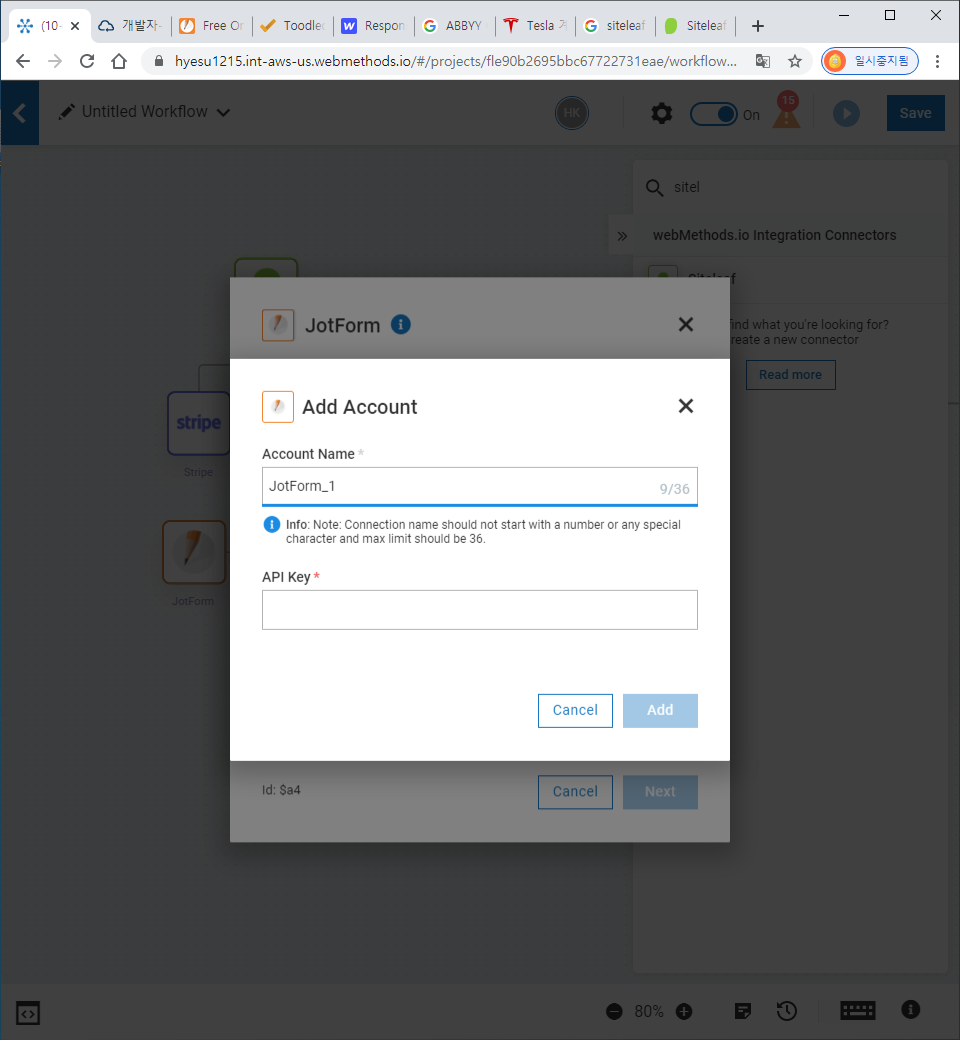 (10-
개발자-
Free Or
Toodled
Respon
ABBYY
Tesla
siteleaf
Siteleaf
hyesu1215.int-aws-us.webmethods.io/#/projects/fle90b2695bbc67722731eae/workflow...
일시중지됨
Untitled Workflow
HK
On
15
Save
sitel
webMethods.io Integration Connectors
find what you're looking for?
create a new connector
Read more
stripe
Stripe
JotForm
JotForm
Add Account
Account Name *
JotForm_1
9/36
Info: Note: Connection name should not start with a number or any special
character and max limit should be 36.
API Key *
Cancel
Add
Id: $a4
Cancel
Next
80%